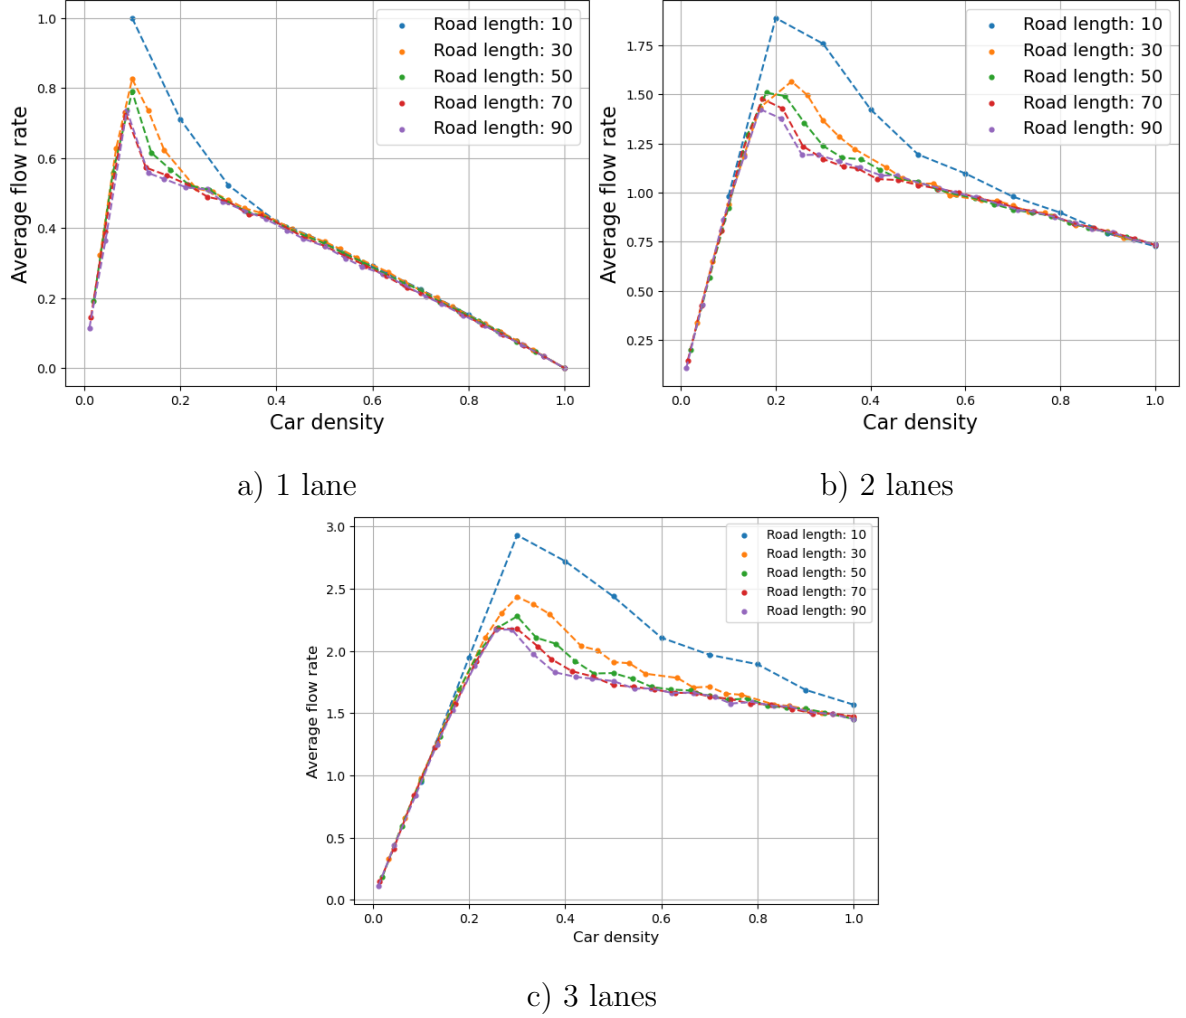 1.0
0.8
0.6
0.4
0.2
0.0
Average flow rate
Road length: 10
Road length: 30
Road length: 50
Road length: 70
Road length: 90
0.0 0.2 0.4 0.6 0.8 1.0
Car density
a) 1 lane
1.75
1.50
1.25
1.00
0.75
0.50
0.25
Average flow rate
Road length: 10
Road length: 30
Road length: 50
Road length: 70
Road length: 90
0.0 0.2 0.4 0.6 0.8 1.0
Car density
b) 2 lanes
3.0
2.5
2.0
1.5
1.0
0.5
0.0
Average flow rate
Road length: 10
Road length: 30
Road length: 50
Road length: 70
Road length: 90
0.0 0.2 0.4 0.6 0.8 1.0
Car density
c) 3 lanes